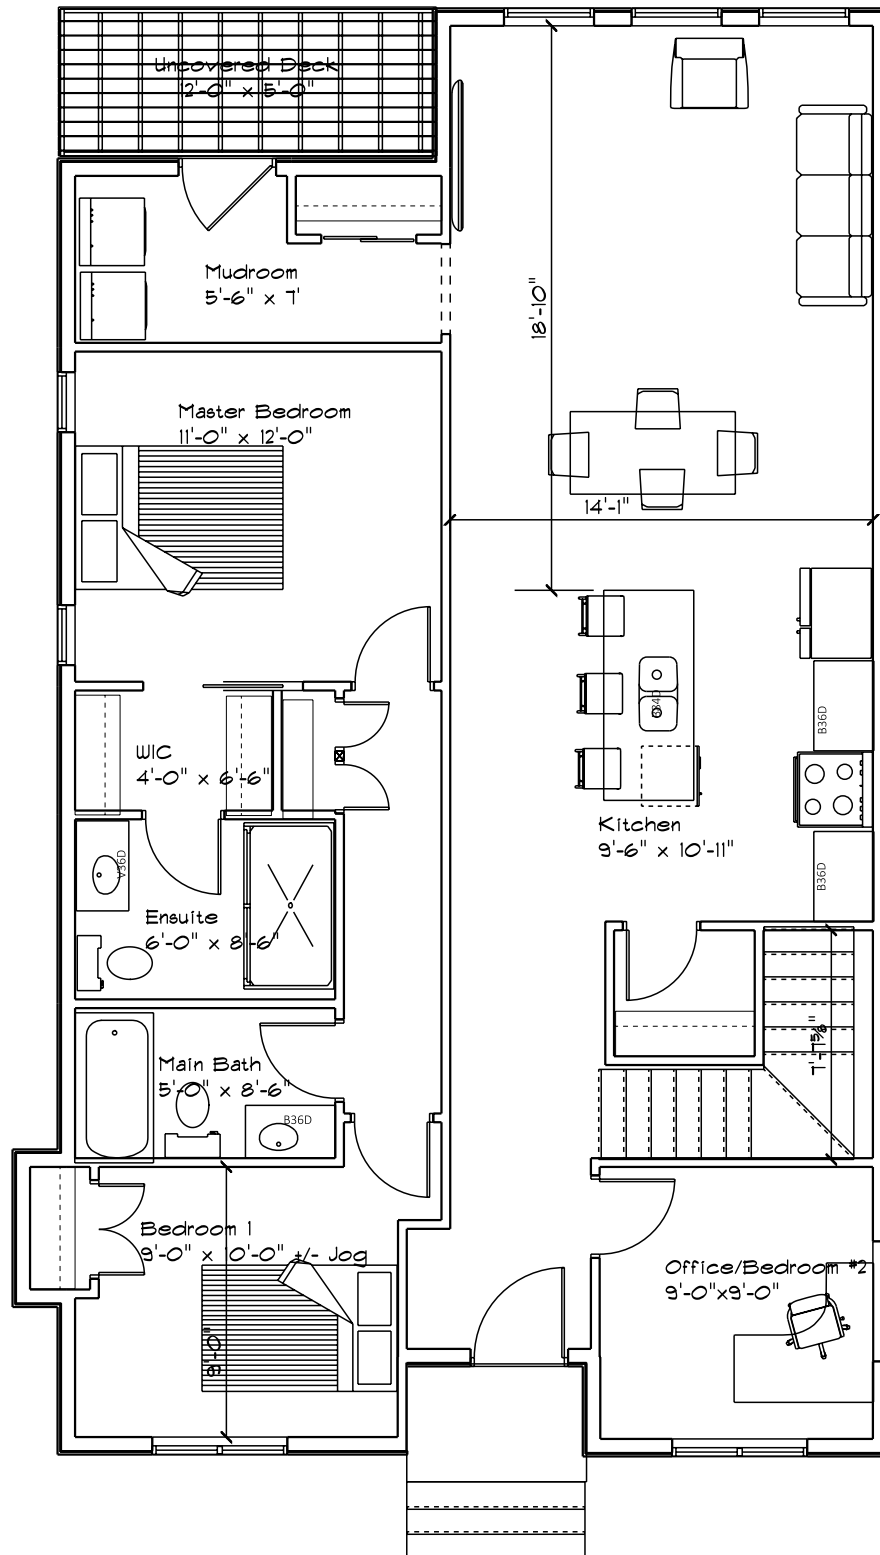 Uncovered Deck
12'-0" x 5'-0"
Mudroom
5'-6" x 7'
18'-10"
Master Bedroom
11'-0" x 12'-0"
14'-1"
WIC
4'-0" x 6'-6"
B36D
Kitchen
9'-6" x 10'-11"
V36D
B36D
Ensuite
6'-0" x 8'-6"
Main Bath
5'-0" x 8'-6"
B36D
Bedroom 1
9'-0" x 10'-0" +/- Jog
9'-0"
Office/Bedroom #2
9'-0"x9'-0"